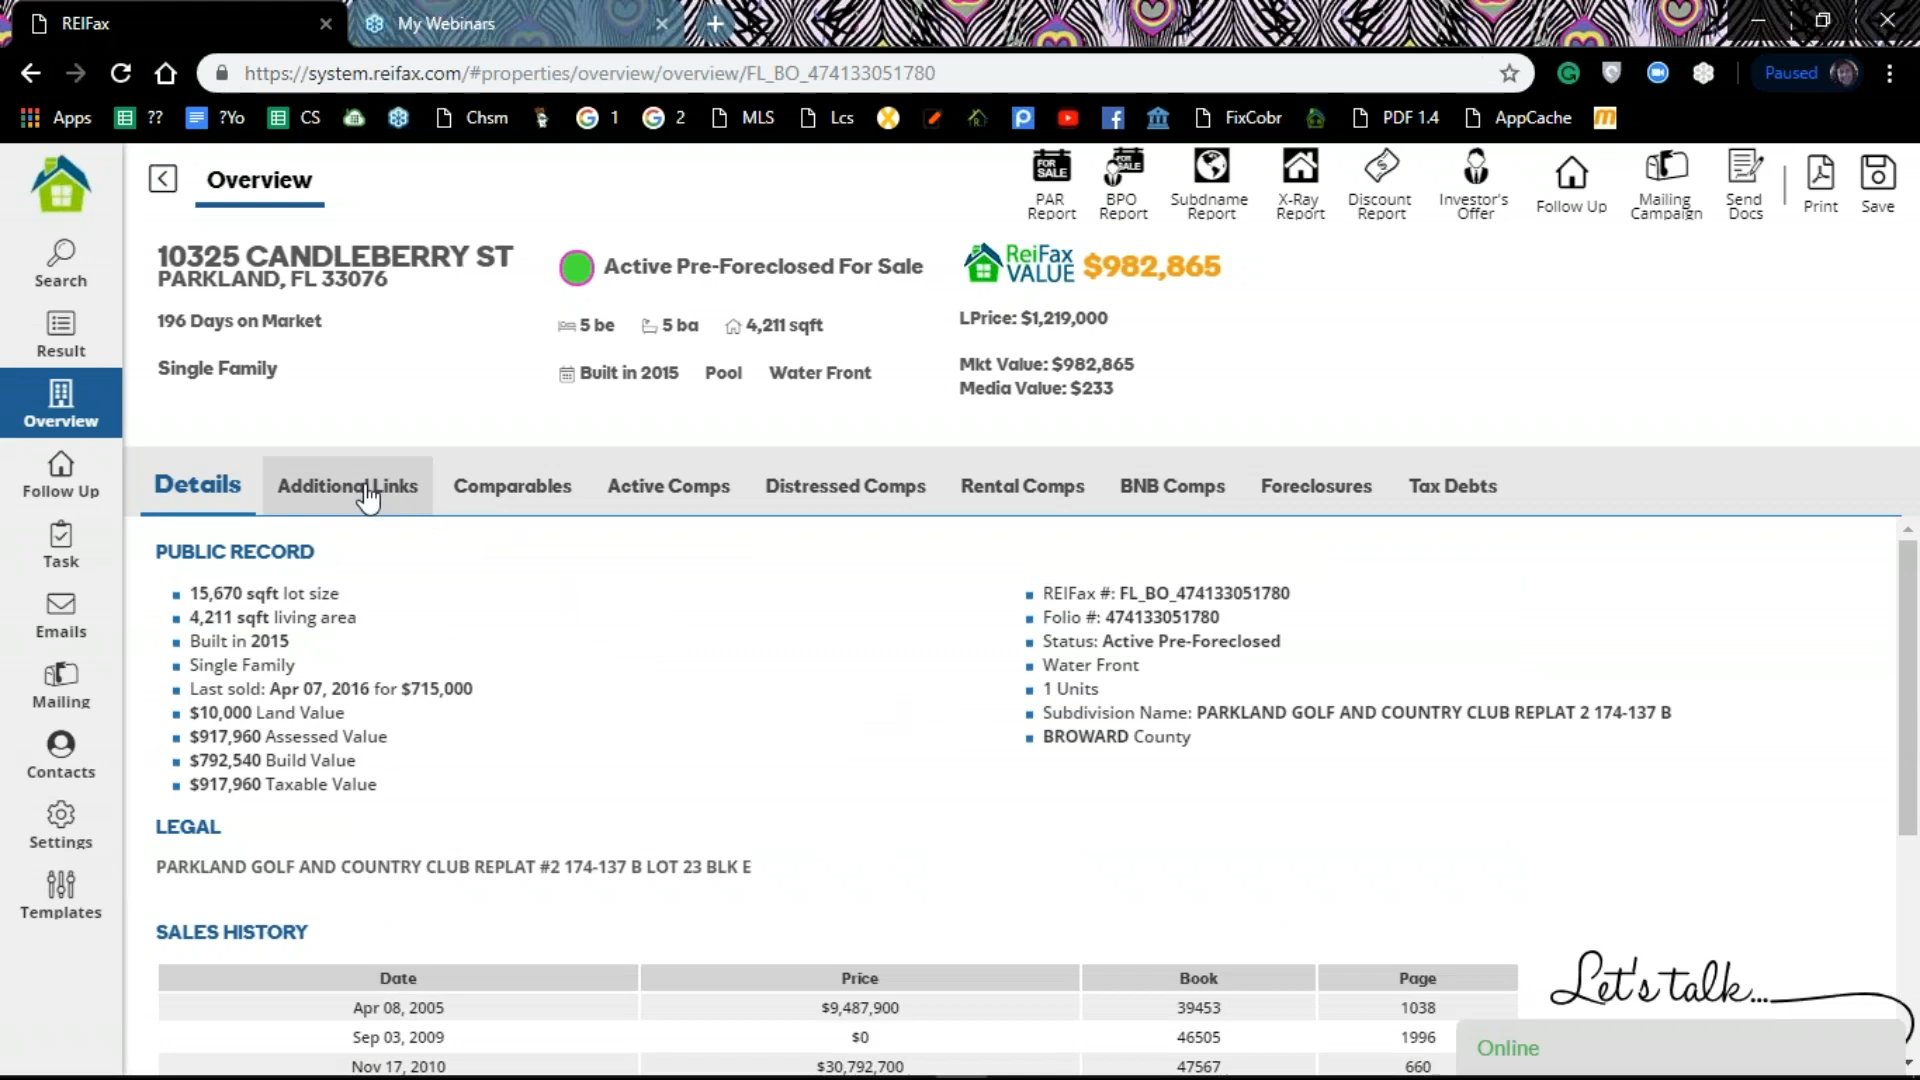 REIFax
My Webinars
https://system.reifax.com/#properties/overview/overview/FL_BO_474133051780
Paused
Apps ?? ?Yo CS Chsm 1 2 MLS Lcs FixCobr PDF 1.4 AppCache
Overview
FOR SALE
PAR Report
BPO Report
Subdname Report
X-Ray Report
Discount Report
Investor's Offer
Follow Up
Mailing Campaign
Send Docs
Print
Save
Search
Result
Overview
Follow Up
Task
Emails
Mailing
Contacts
Settings
Templates
10325 CANDLEBERRY ST
PARKLAND, FL 33076
196 Days on Market
Single Family
Active Pre-Foreclosed For Sale
5 be 5 ba 4,211 sqft
Built in 2015 Pool Water Front
ReiFax VALUE $982,865
LPrice: $1,219,000
Mkt Value: $982,865
Media Value: $233
Details Additional Links Comparables Active Comps Distressed Comps Rental Comps BNB Comps Foreclosures Tax Debts
PUBLIC RECORD
15,670 sqft lot size
4,211 sqft living area
Built in 2015
Single Family
Last sold: Apr 07, 2016 for $715,000
$10,000 Land Value
$917,960 Assessed Value
$792,540 Build Value
$917,960 Taxable Value
REIFax #: FL_BO_474133051780
Folio #: 474133051780
Status: Active Pre-Foreclosed
Water Front
1 Units
Subdivision Name: PARKLAND GOLF AND COUNTRY CLUB REPLAT 2 174-137 B
BROWARD County
LEGAL
PARKLAND GOLF AND COUNTRY CLUB REPLAT #2 174-137 B LOT 23 BLK E
SALES HISTORY
Date Price Book Page
Apr 08, 2005 $9,487,900 39453 1038
Sep 03, 2009 $0 46505 1996
Nov 17, 2010 $30,792,700 47567 660
Let's talk...
Online